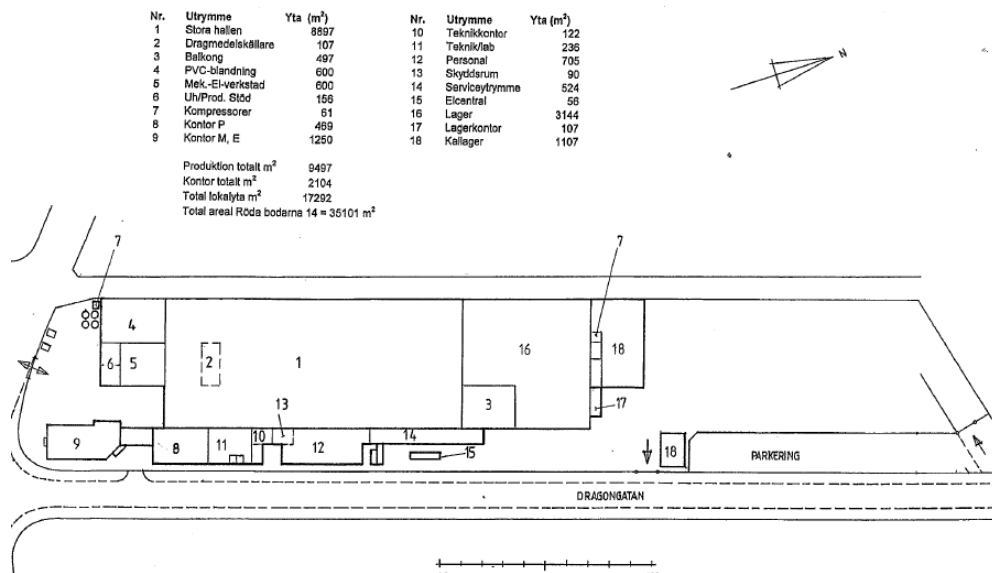 Nr. Utrymme Yta (m²)
1 Stora hallen 8897
2 Dragmedelskällare 107
3 Balkong 497
4 PVC-blandning 600
5 Mek.-El-verkstad 600
6 Uh/Prod. Stöd 156
7 Kompressorer 61
8 Kontor P 469
9 Kontor M, E 1250
Nr. Utrymme Yta (m²)
10 Teknikkontor 122
11 Teknik/lab 236
12 Personal 705
13 Skyddsrum 90
14 Serviceytrymme 524
15 Elcentral 56
16 Lager 3144
17 Lagerkontor 107
18 Kallager 1107
Produktion totalt m² 9497
Kontor totalt m² 2104
Total lokalyta m² 17292
Total areal Röda bodarna 14 = 35101 m²
N
7
7
4
6
5
2
1
16
18
3
17
13
9
8
11
10
12
14
15
18
PARKERING
DRAGONGATAN